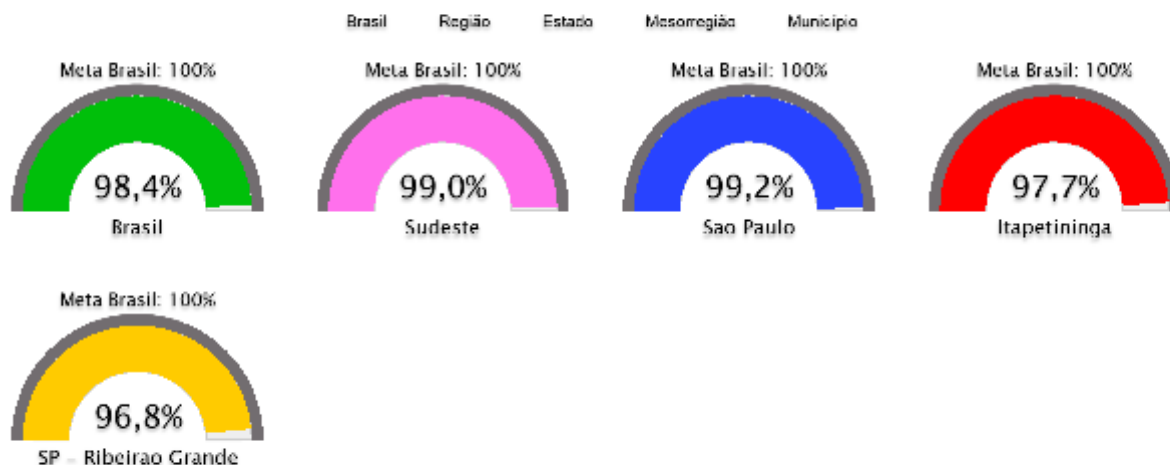 Brasil Região Estado Mesorregião Município
Meta Brasil: 100% Meta Brasil: 100% Meta Brasil: 100% Meta Brasil: 100%
98,4% 99,0% 99,2% 97,7%
Brasil Sudeste Sao Paulo Itapetininga
Meta Brasil: 100%
96,8%
SP - Ribeirao Grande